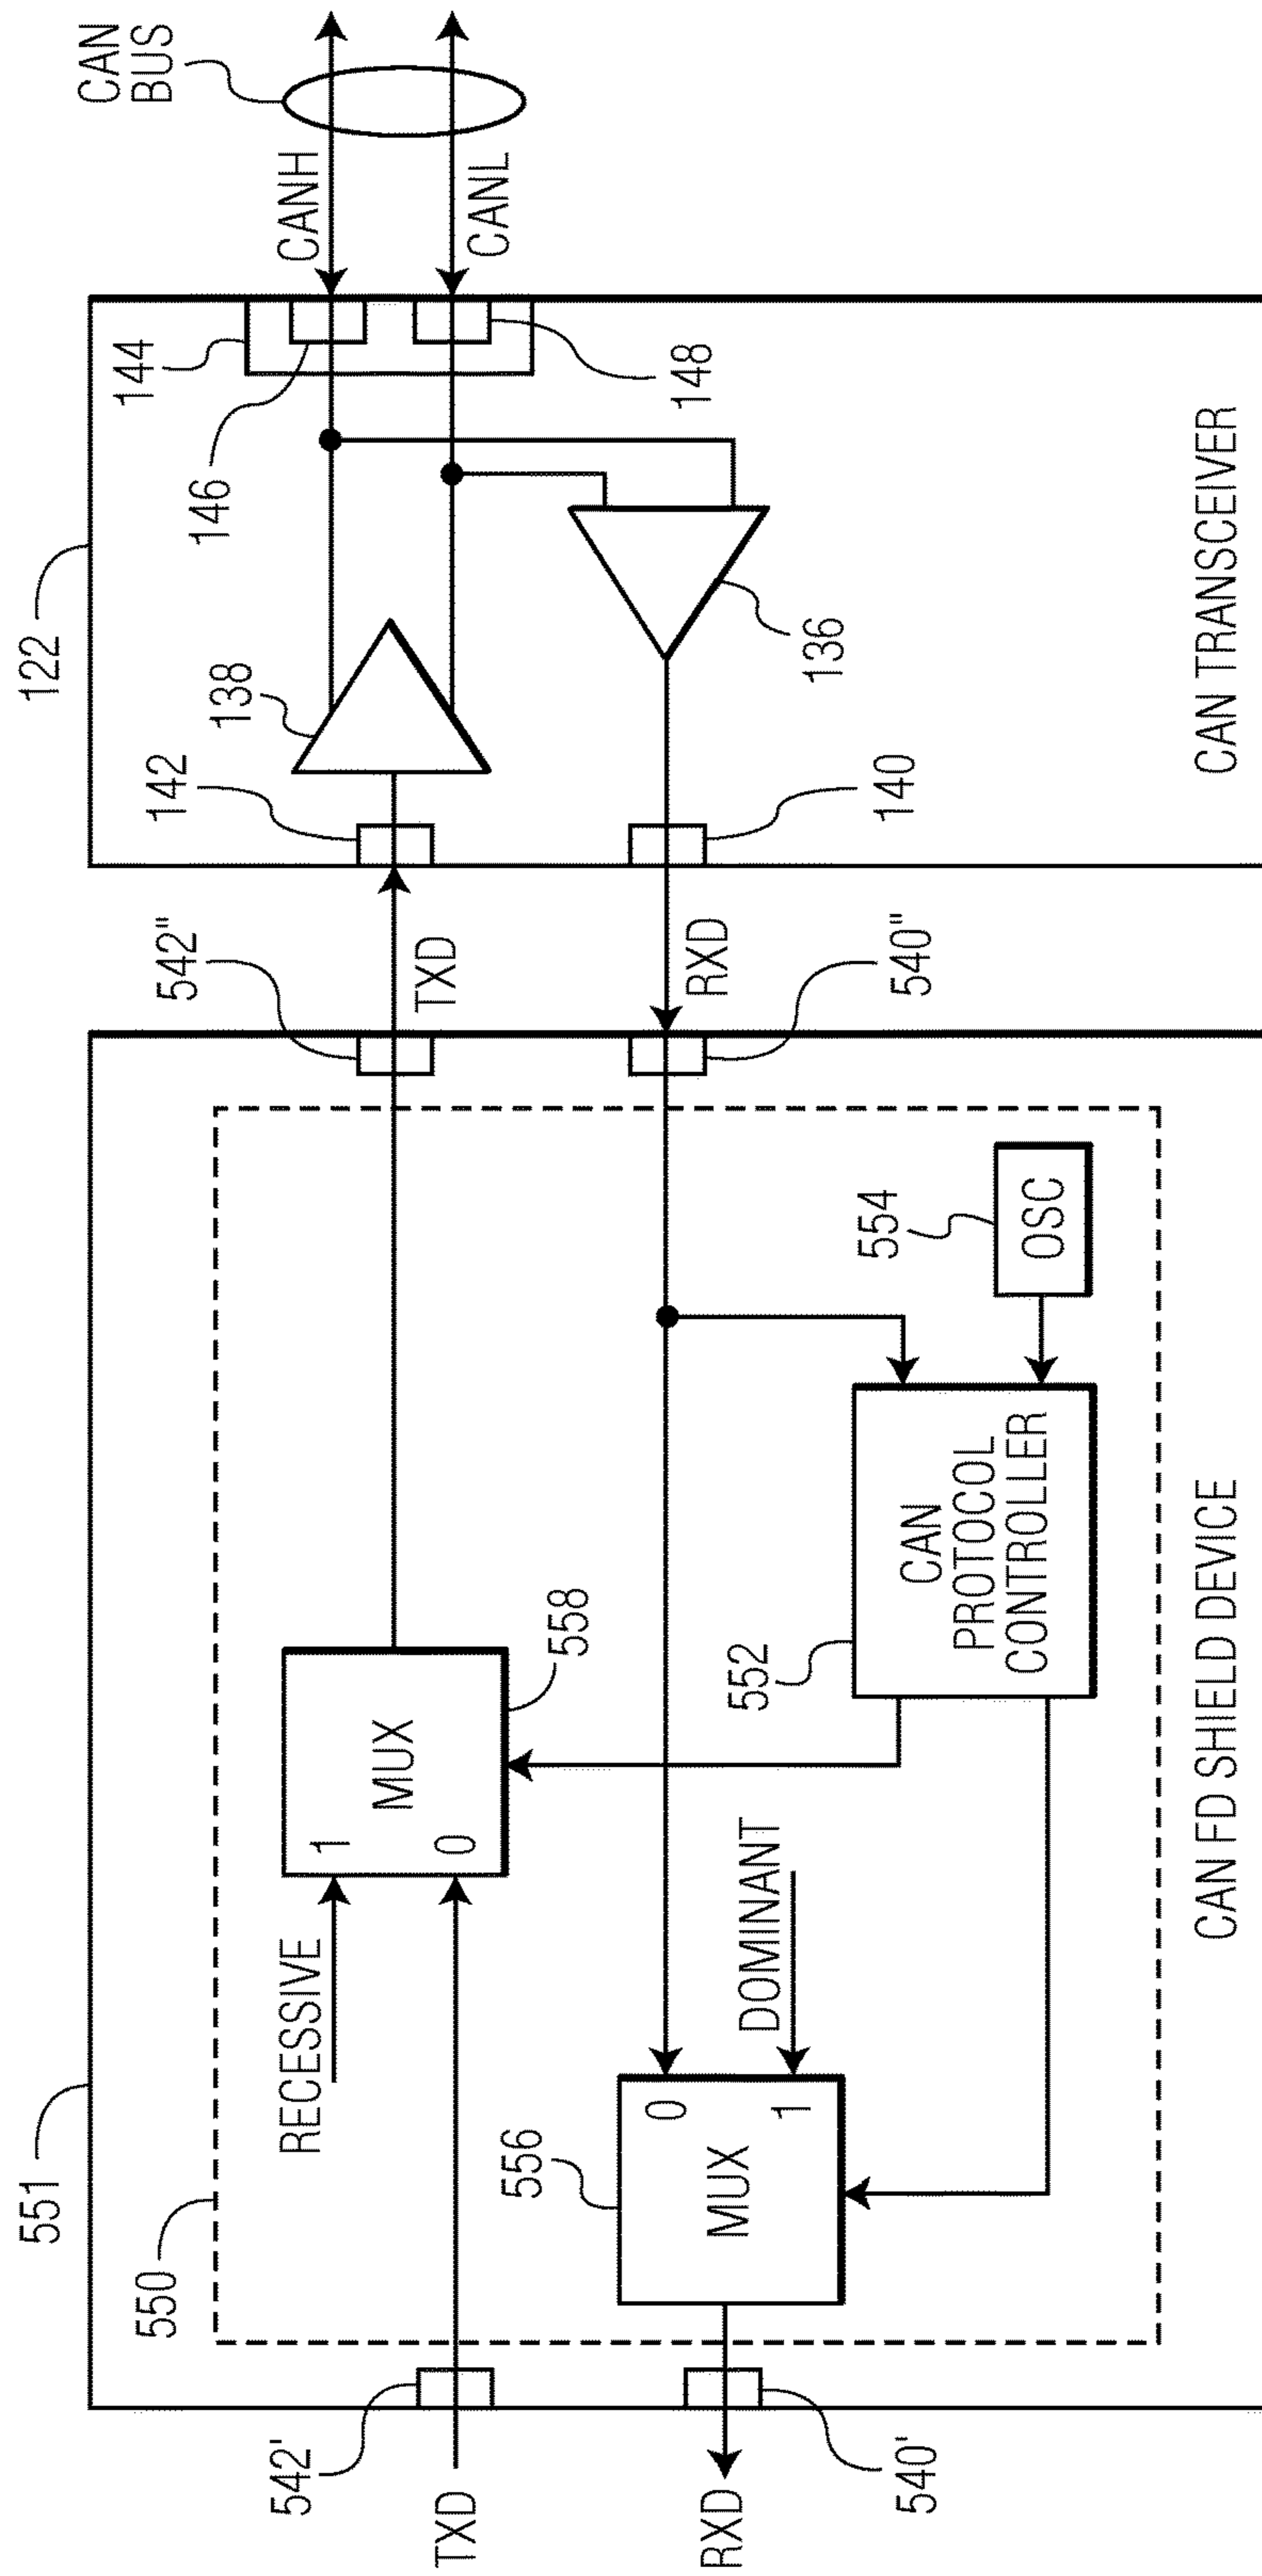 551
550
542'
TXD
RECESSIVE
1
0
MUX
558
542"
TXD
RXD
540'
556
0
1
MUX
DOMINANT
552
CAN
PROTOCOL
CONTROLLER
554
OSC
RXD
540"
CAN FD SHIELD DEVICE
122
142
138
146
144
148
136
140
CAN TRANSCEIVER
CANH
CANL
CAN
BUS